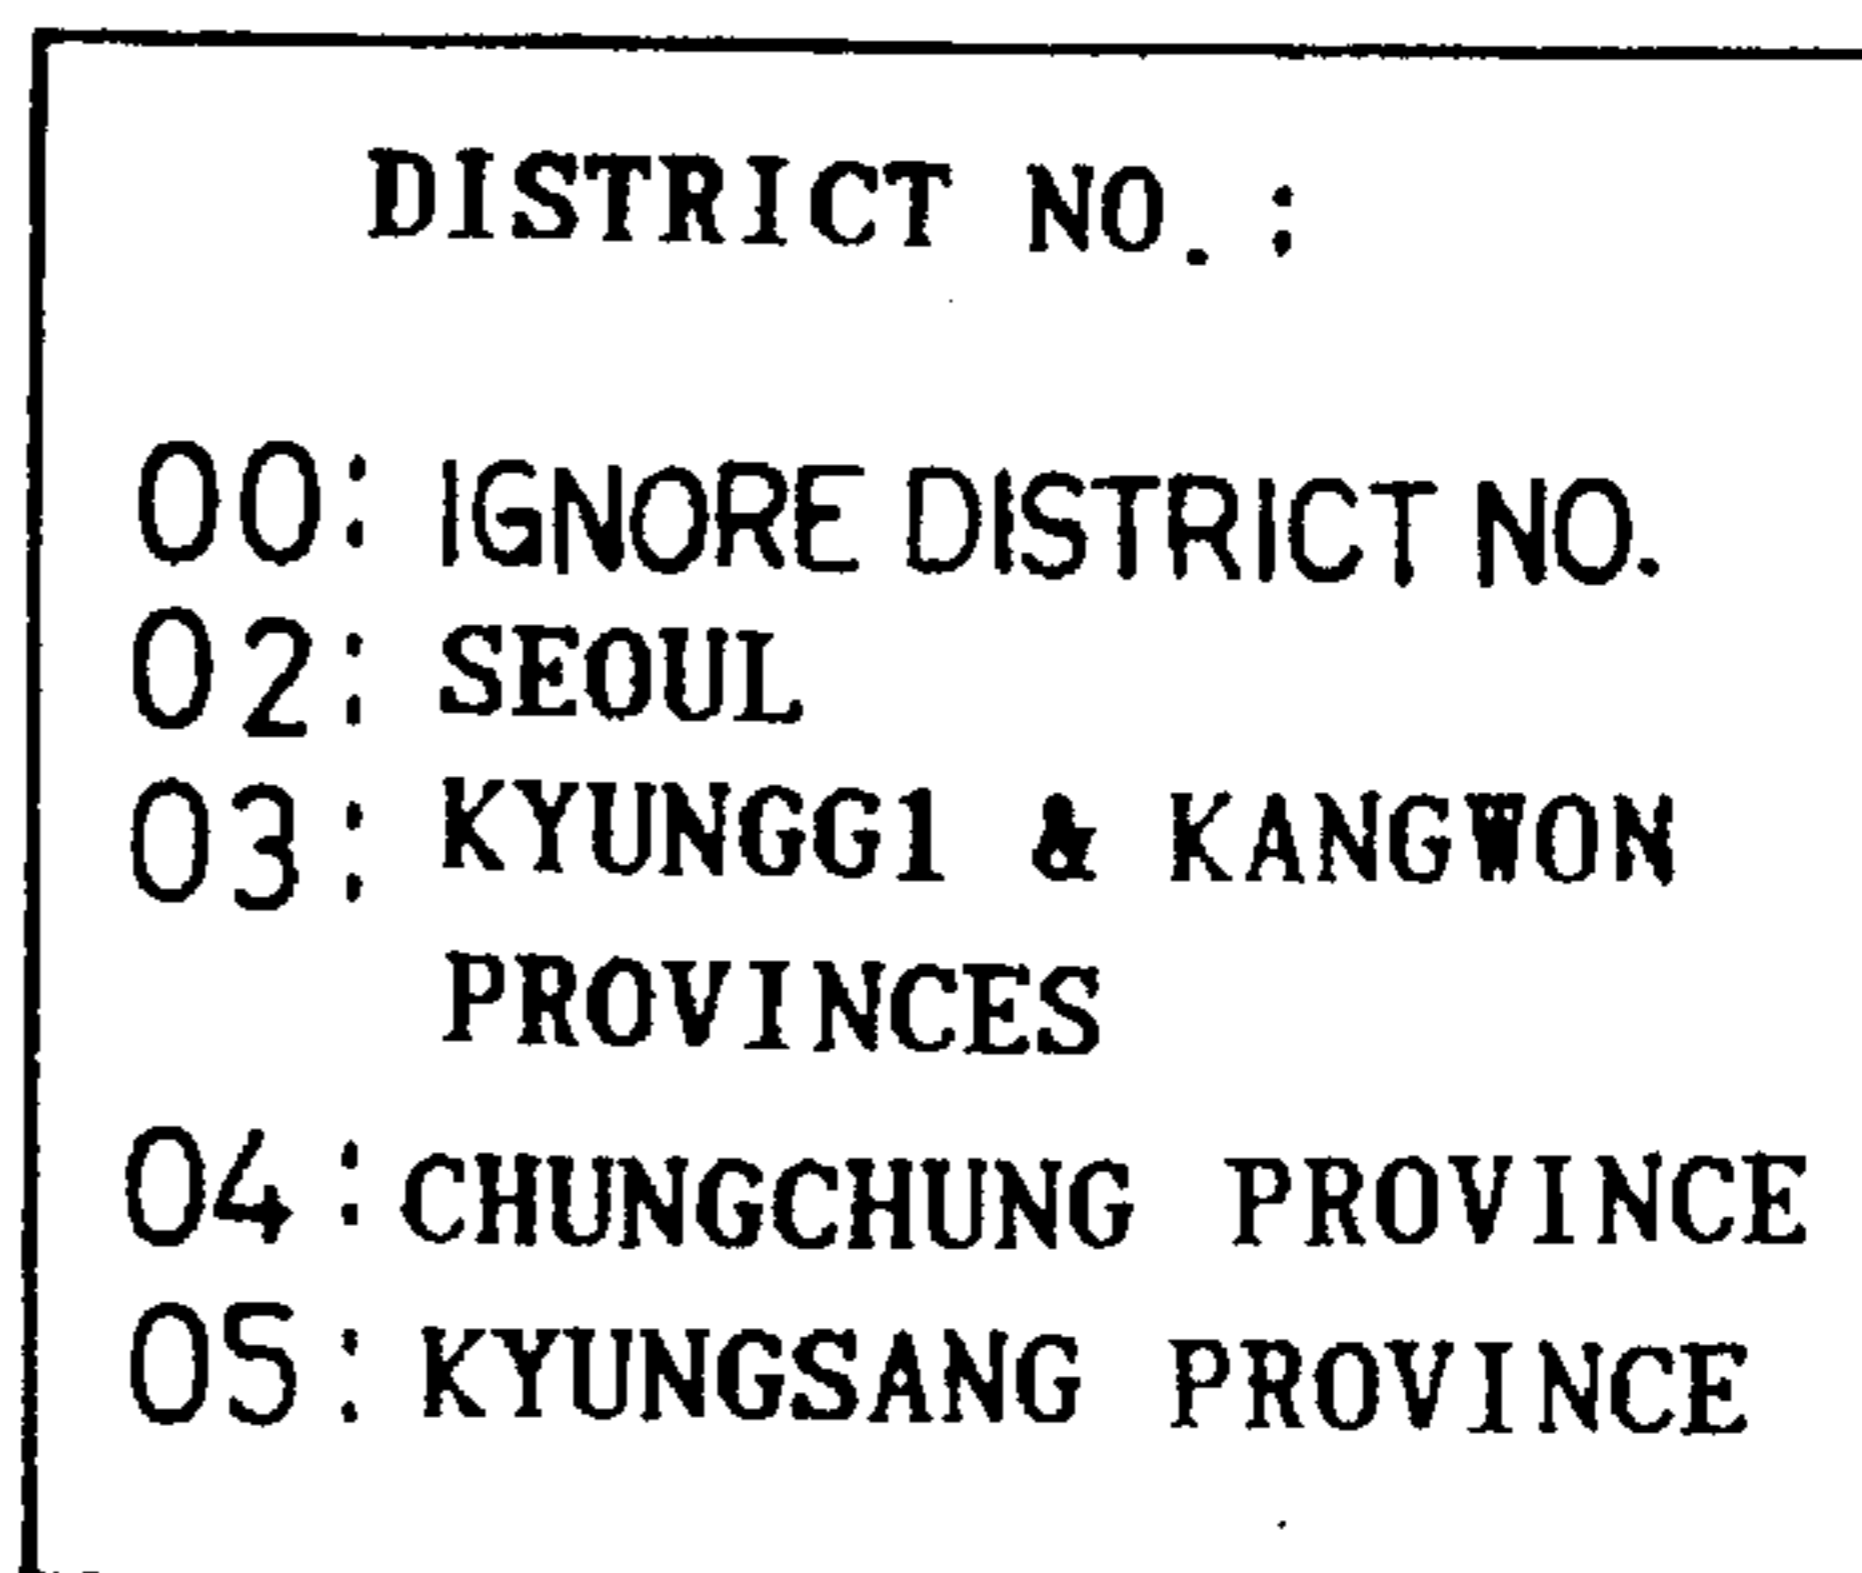 DISTRICT NO. :
00: IGNORE DISTRICT NO.
02: SEOUL
03: KYUNGG1 & KANGWON
PROVINCES
04: CHUNGCHUNG PROVINCE
05: KYUNGSANG PROVINCE